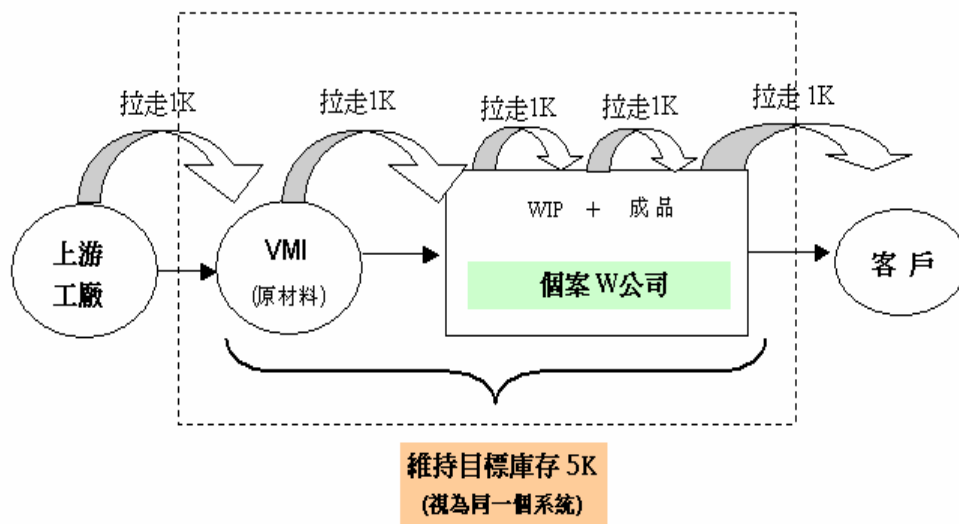 拉走1K
拉走1K
拉走1K
拉走1K
拉走 1K
上游
工廠
VMI
(原材料)
WIP + 成品
個案 W公司
客 戶
維持目標庫存 5K
(視為同一個系統)